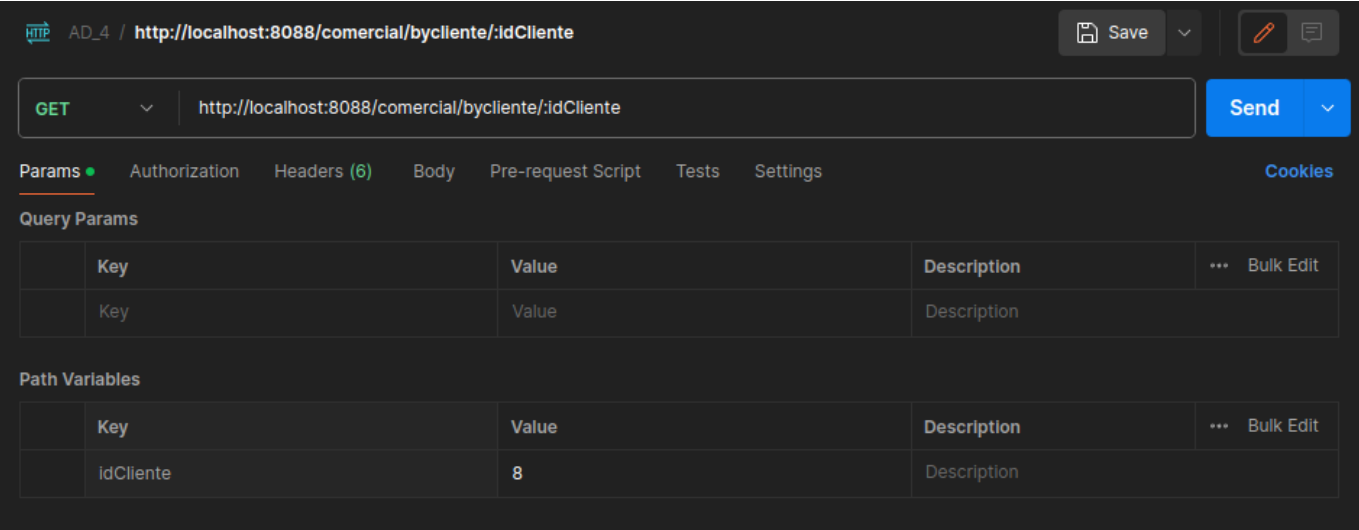 HTTP AD_4 / http://localhost:8088/comercial/bycliente/:idCliente Save
GET http://localhost:8088/comercial/bycliente/:idCliente Send
Params Authorization Headers (6) Body Pre-request Script Tests Settings Cookies
Query Params
Key Value Description ••• Bulk Edit
Key Value Description
Path Variables
Key Value Description ••• Bulk Edit
idCliente 8 Description